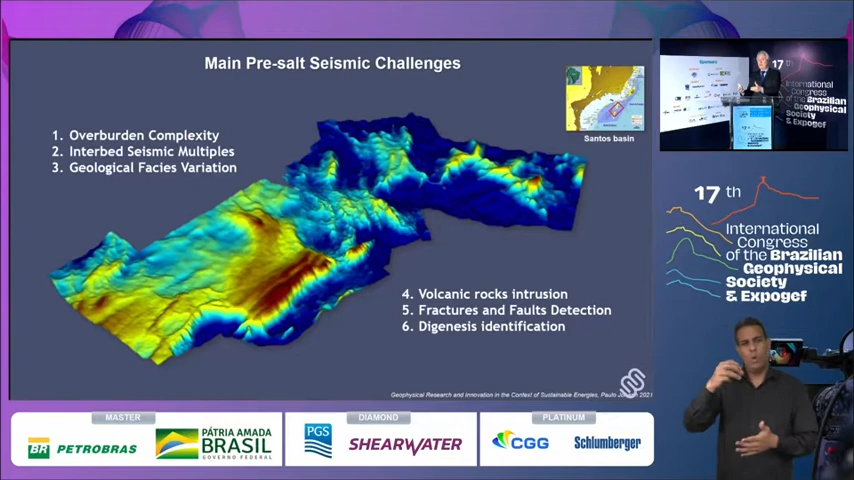 Main Pre-salt Seismic Challenges
1. Overburden Complexity
2. Interbed Seismic Multiples
3. Geological Facies Variation
Santos basin
4. Volcanic rocks intrusion
5. Fractures and Faults Detection
6. Digenesis identification
Geophysical Research and Innovation in the Context of Sustainable Energies, Paulo 2021
17 th
International
Congress
of the Brazilian
Geophysical
Society
& Expogef
17 th
International
Congress
of the Brazilian
Geophysical
Society
& Expogef
MASTER
BR PETROBRAS
PÁTRIA AMADA
BRASIL
GOVERNO FEDERAL
DIAMOND
PGS
SHEARWATER
PLATINUM
CGG
Schlumberger